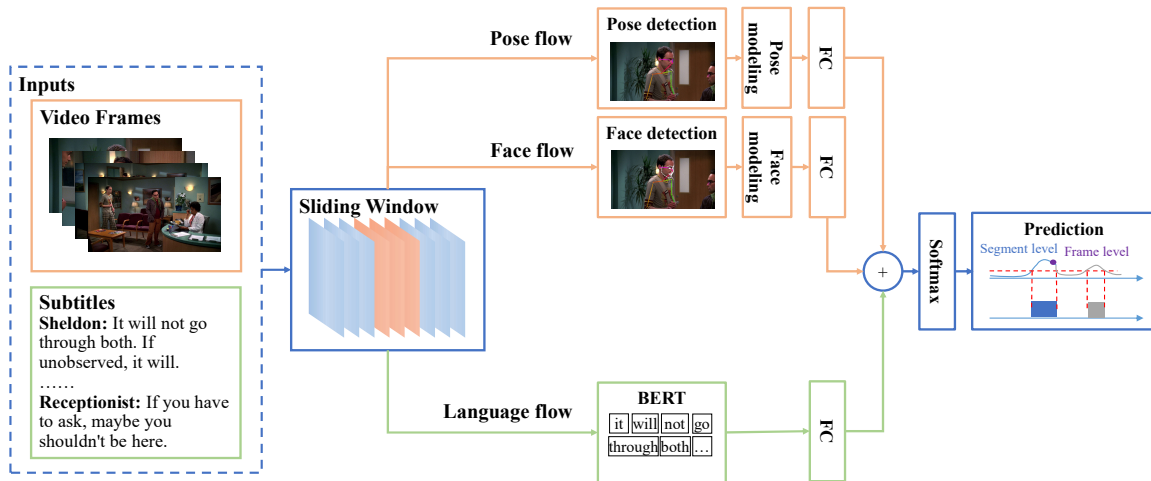 Inputs
Video Frames
Subtitles
Sheldon: It will not go
through both. If
unobserved, it will.
……
Receptionist: If you have
to ask, maybe you
shouldn't be here.
Sliding Window
Pose flow
Pose detection
Pose
modeling
FC
Face flow
Face detection
Face
modeling
FC
Language flow
BERT
it will not go
through both …
FC
+
Softmax
Prediction
Segment level
Frame level